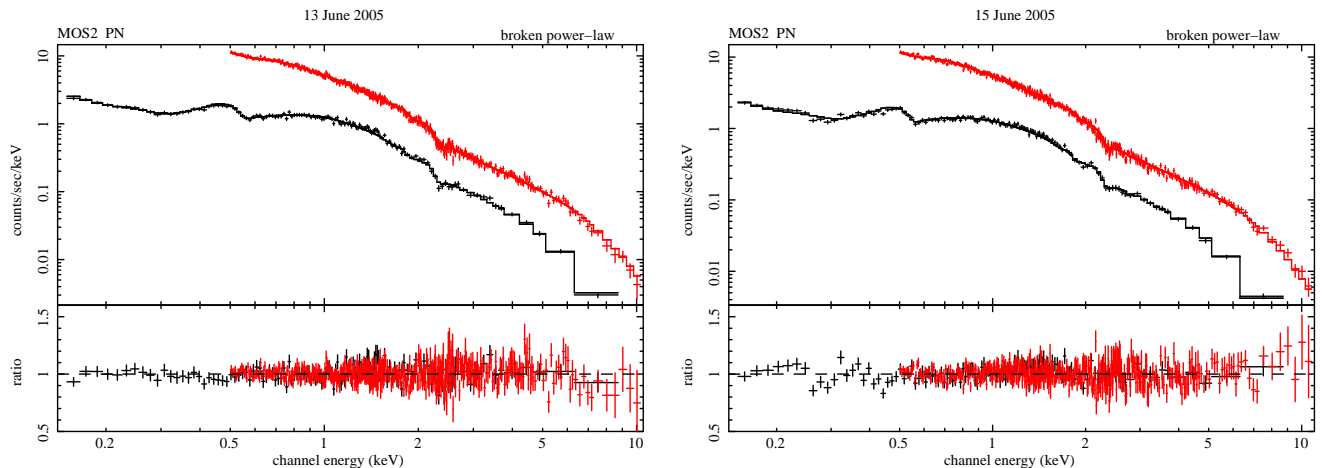 13 June 2005
MOS2 PN
broken power−law
counts/sec/keV
10
1
0.1
0.01
ratio
1.5
1
0.5
0.2
0.5
1
2
5
10
channel energy (keV)
15 June 2005
MOS2 PN
broken power−law
counts/sec/keV
10
1
0.1
0.01
ratio
1.5
1
0.5
0.2
0.5
1
2
5
10
channel energy (keV)